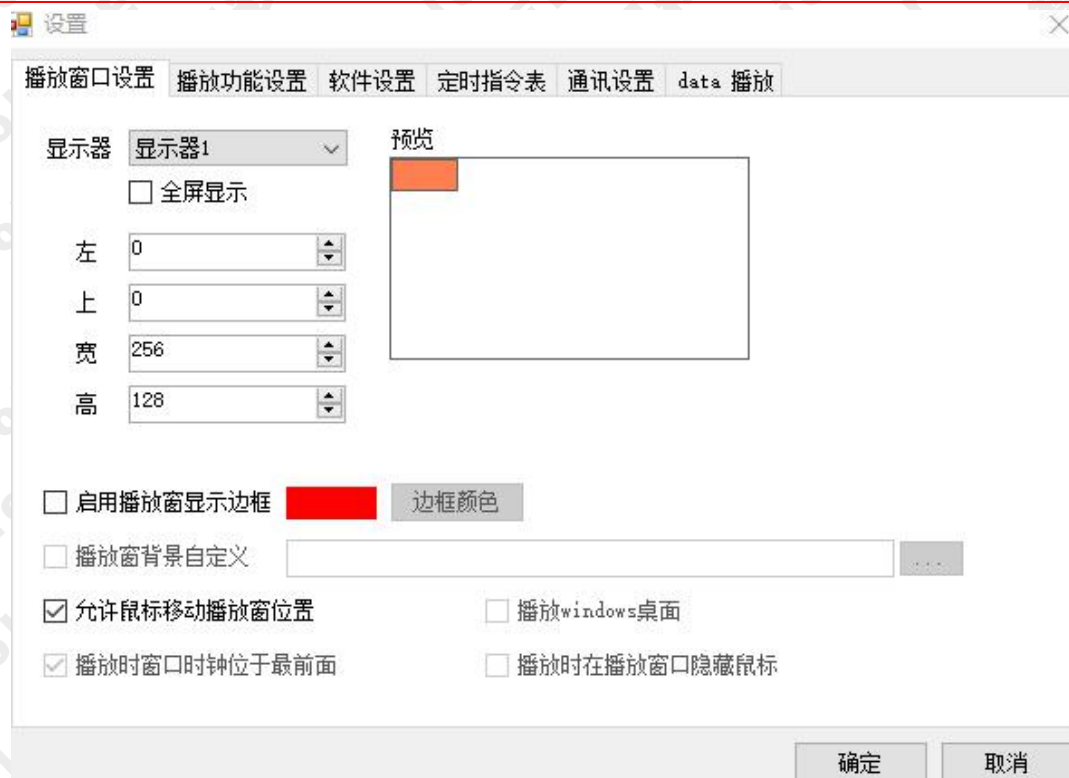 设置
播放窗口设置 播放功能设置 软件设置 定时指令表 通讯设置 data 播放
显示器 显示器1
预览
全屏显示
左 0
上 0
宽 256
高 128
启用播放窗显示边框 边框颜色
播放窗背景自定义 ...
允许鼠标移动播放窗位置 播放windows桌面
播放时窗口时钟位于最前面 播放时在播放窗口隐藏鼠标
确定 取消